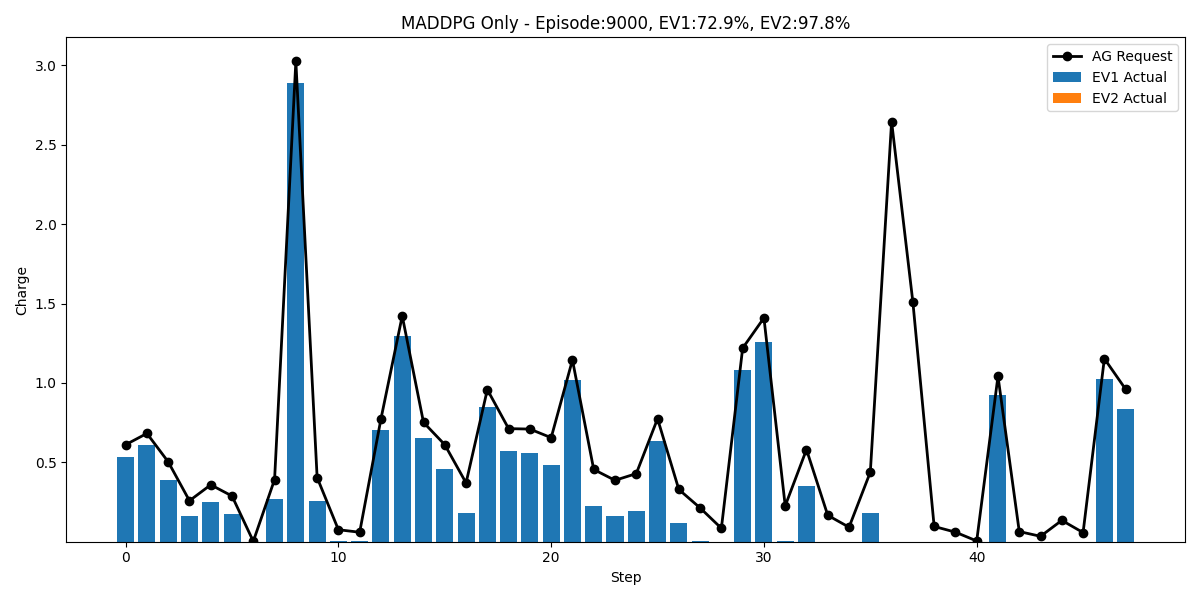 MADDPG Only - Episode:9000, EV1:72.9%, EV2:97.8%
AG Request
EV1 Actual
EV2 Actual
Charge
3.0
2.5
2.0
1.5
1.0
0.5
0
10
20
30
40
Step